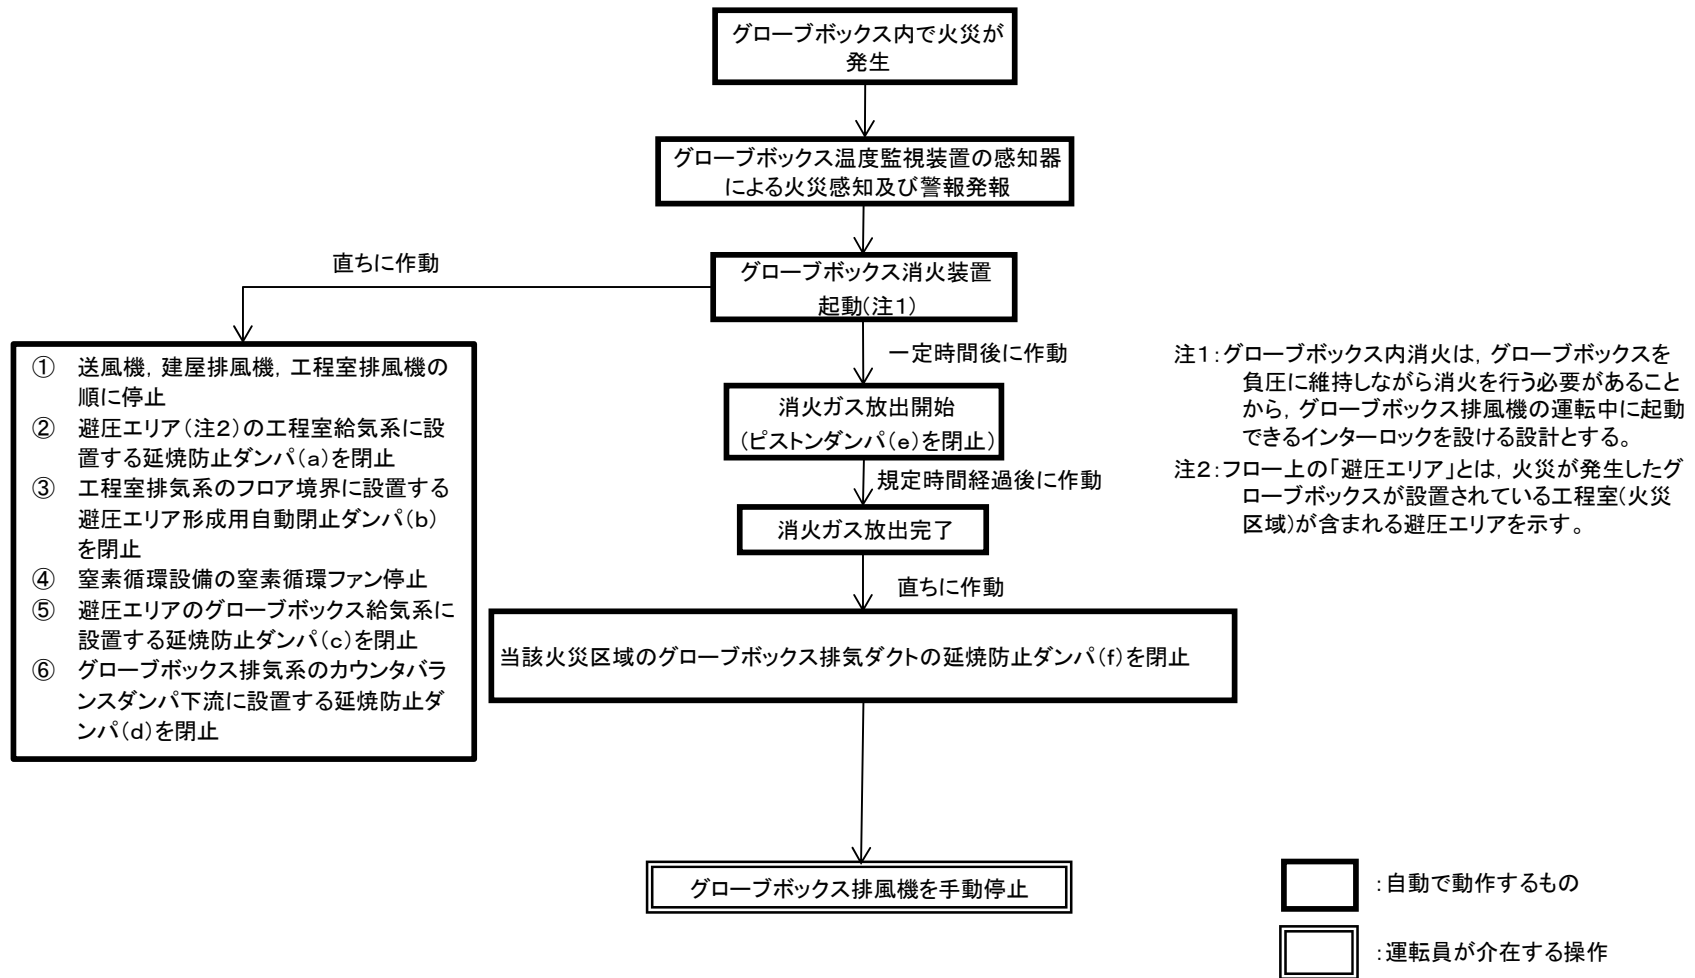 グローブボックス内で火災が
発生
グローブボックス温度監視装置の感知器
による火災感知及び警報発報
直ちに作動
グローブボックス消火装置
起動(注1)
一定時間後に作動
① 送風機，建屋排風機，工程室排風機の
順に停止
② 避圧エリア(注2)の工程室給気系に設
置する延焼防止ダンパ(a)を閉止
③ 工程室排気系のフロア境界に設置する
避圧エリア形成用自動閉止ダンパ(b)
を閉止
④ 窒素循環設備の窒素循環ファン停止
⑤ 避圧エリアのグローブボックス給気系に
設置する延焼防止ダンパ(c)を閉止
⑥ グローブボックス排気系のカウンタバラ
ンスダンパ下流に設置する延焼防止ダ
ンパ(d)を閉止
消火ガス放出開始
(ピストンダンパ(e)を閉止)
規定時間経過後に作動
消火ガス放出完了
直ちに作動
当該火災区域のグローブボックス排気ダクトの延焼防止ダンパ(f)を閉止
グローブボックス排風機を手動停止
注1：グローブボックス内消火は，グローブボックスを
負圧に維持しながら消火を行う必要があること
から，グローブボックス排風機の運転中に起動
できるインターロックを設ける設計とする。
注2：フロー上の「避圧エリア」とは，火災が発生したグ
ローブボックスが設置されている工程室(火災
区域)が含まれる避圧エリアを示す。
：自動で動作するもの
：運転員が介在する操作